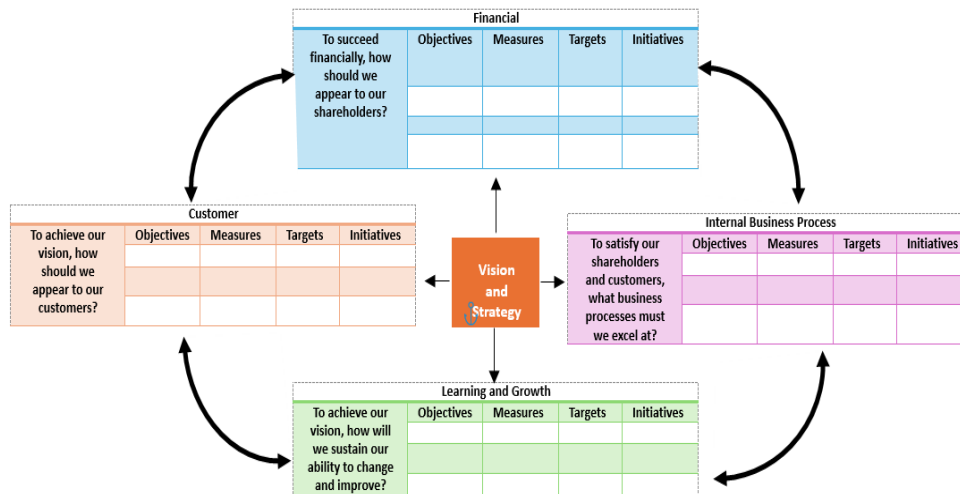 Financial
To succeed
financially, how
should we
appear to our
shareholders?
Objectives Measures Targets Initiatives
Customer
To achieve our
vision, how
should we
appear to our
customers?
Objectives Measures Targets Initiatives
Vision
and
Strategy
Internal Business Process
To satisfy our
shareholders
and customers,
what business
processes must
we excel at?
Objectives Measures Targets Initiatives
Learning and Growth
To achieve our
vision, how will
we sustain our
ability to change
and improve?
Objectives Measures Targets Initiatives